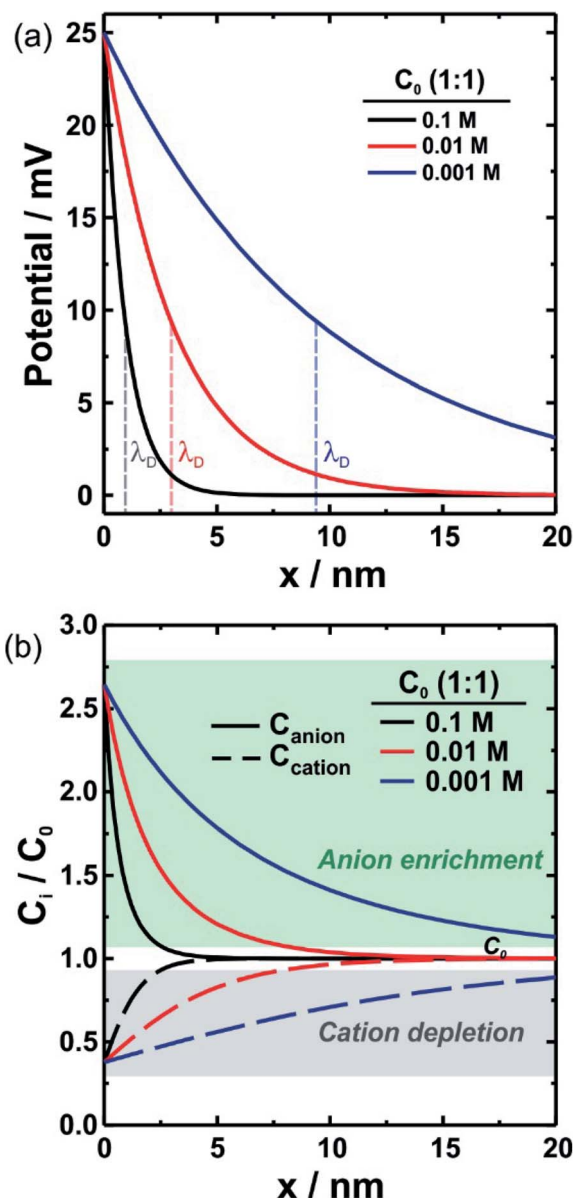 (a)
C₀ (1:1)
0.1 M
0.01 M
0.001 M
Potential / mV
25
20
15
10
5
0
λD λD λD
0 5 10 15 20
x / nm
(b)
C₀ (1:1)
0.1 M
0.01 M
0.001 M
Canion
Ccation
Ci / C₀
3.0
2.5
2.0
1.5
1.0
0.5
0.0
Anion enrichment
C₀
Cation depletion
0 5 10 15 20
x / nm